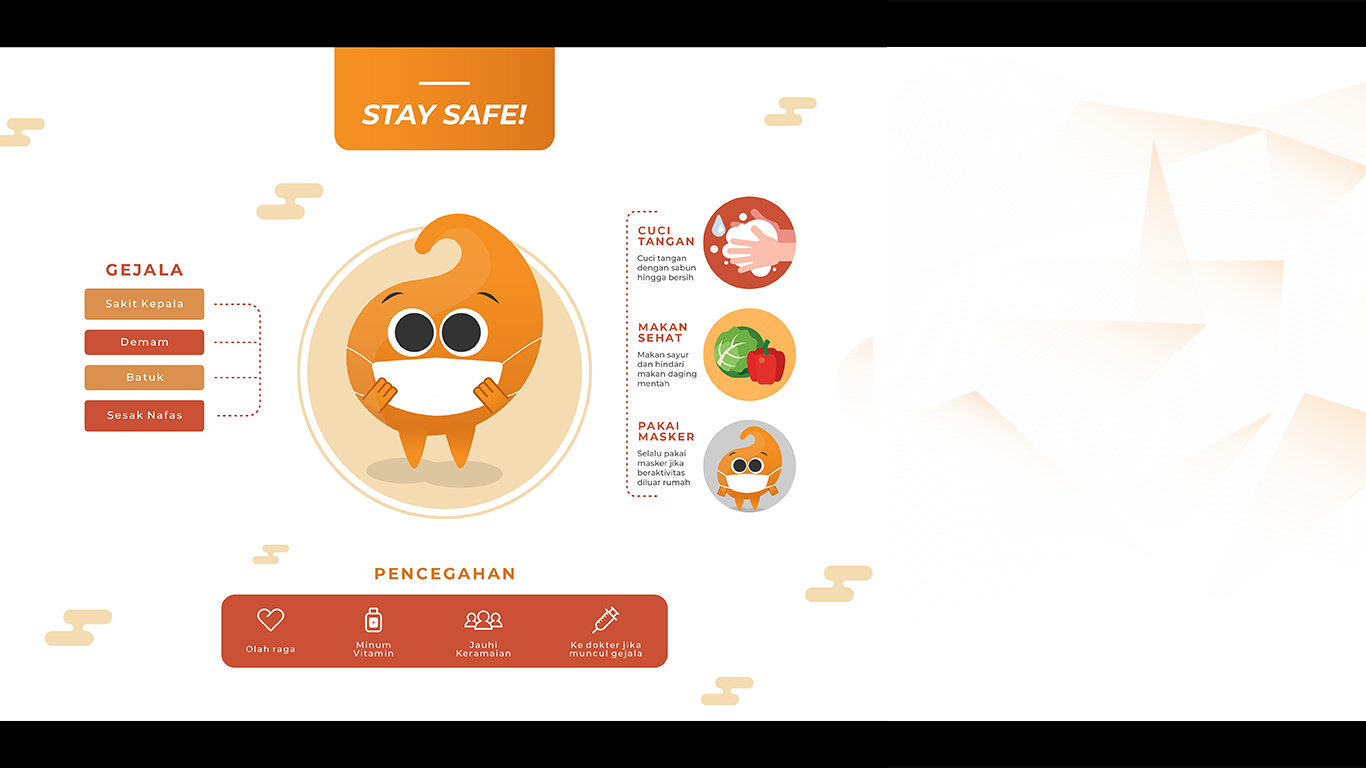 STAY SAFE!
GEJALA
Sakit Kepala
Demam
Batuk
Sesak Nafas
CUCI
TANGAN
Cuci tangan
dengan sabun
hingga bersih
MAKAN
SEHAT
Makan sayur
dan hindari
makan daging
mentah
PAKAI
MASKER
Selalu pakai
masker jika
beraktivitas
diluar rumah
PENCEGAHAN
Olah raga
Minum
Vitamin
Jauhi
Keramaian
Ke dokter jika
muncul gejala